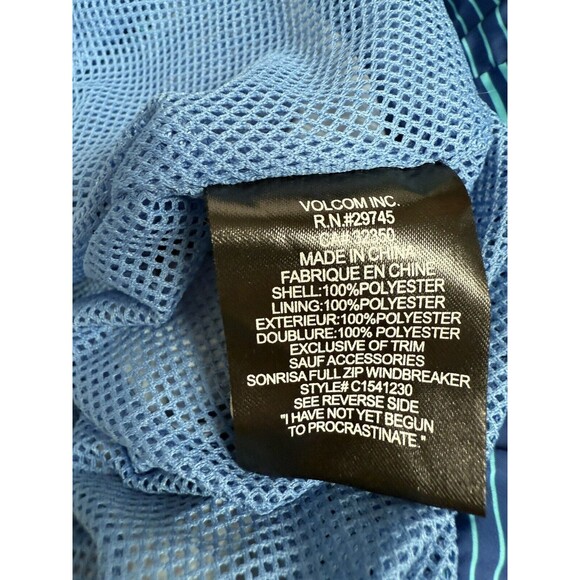 VOLCOM INC.
R.N.#29745
CA# 32350
MADE IN CHINA
FABRIQUE EN CHINE
SHELL:100%POLYESTER
LINING:100%POLYESTER
EXTERIEUR:100%POLYESTER
DOUBLURE:100% POLYESTER
EXCLUSIVE OF TRIM
SAUF ACCESSORIES
SONRISA FULL ZIP WINDBREAKER
STYLE# C1541230
SEE REVERSE SIDE
"I HAVE NOT YET BEGUN
TO PROCRASTINATE."